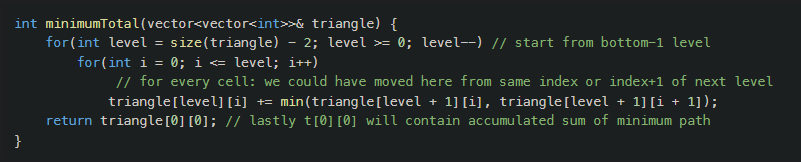 int minimumTotal(vector<vector<int>>& triangle) {
    for(int level = size(triangle) - 2; level >= 0; level--) // start from bottom-1 level
        for(int i = 0; i <= level; i++)
             // for every cell: we could have moved here from same index or index+1 of next level
            triangle[level][i] += min(triangle[level + 1][i], triangle[level + 1][i + 1]);
    return triangle[0][0]; // lastly t[0][0] will contain accumulated sum of minimum path
}